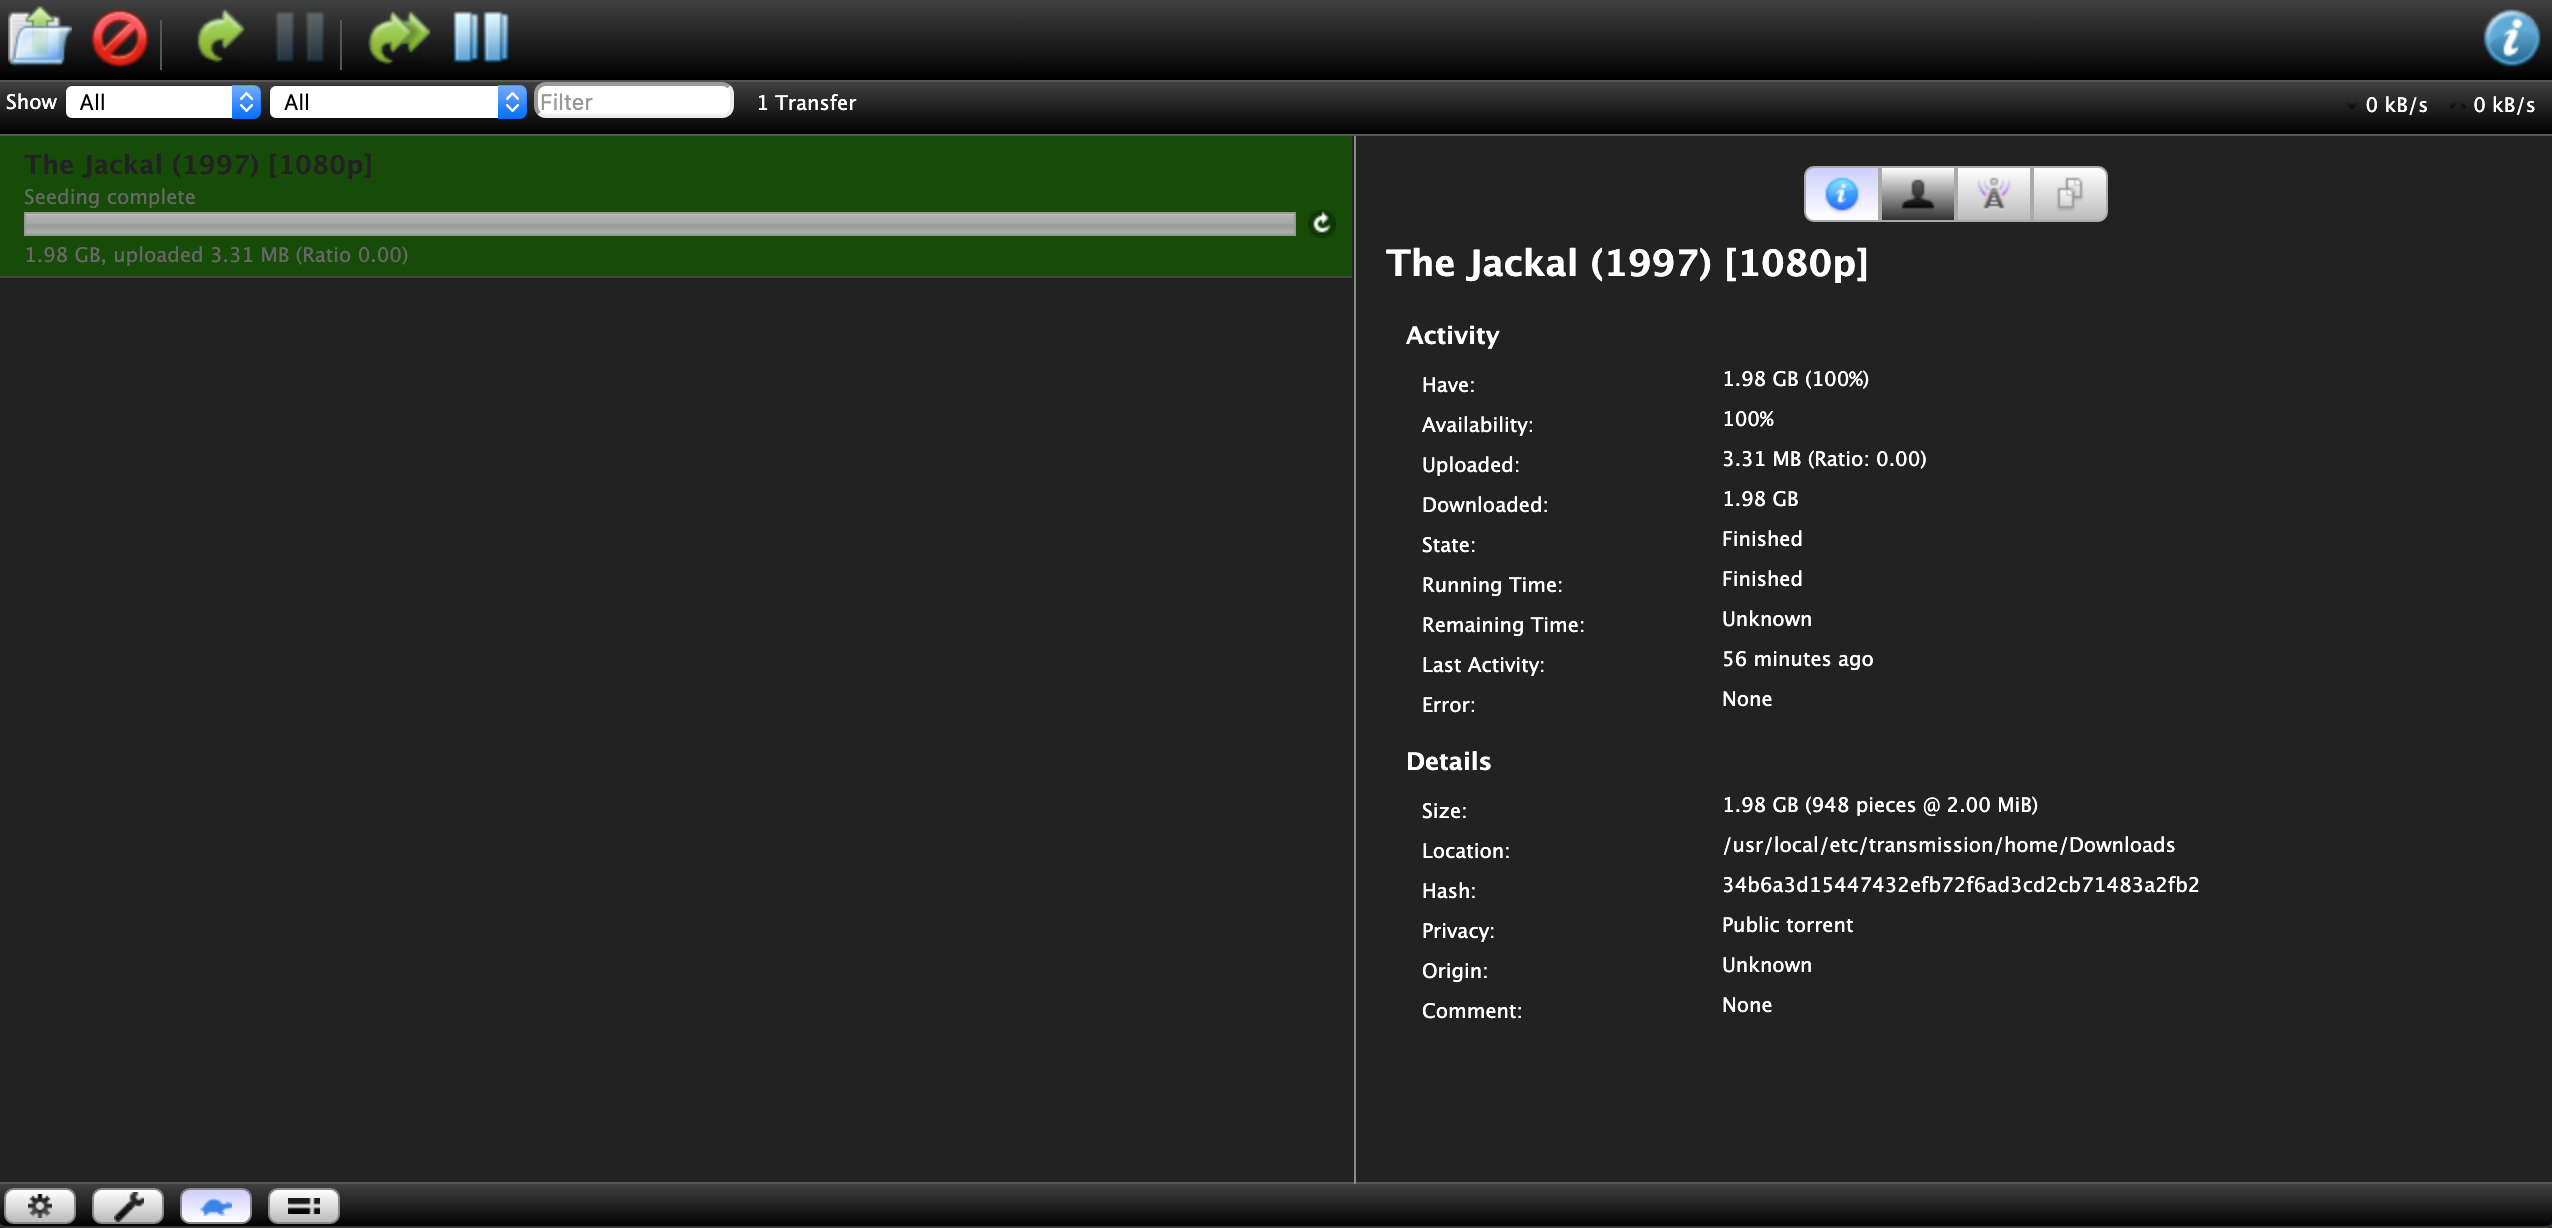 Show All All Filter 1 Transfer 0 kB/s 0 kB/s
The Jackal (1997) [1080p]
Seeding complete
1.98 GB, uploaded 3.31 MB (Ratio 0.00)
The Jackal (1997) [1080p]
Activity
Have: 1.98 GB (100%)
Availability: 100%
Uploaded: 3.31 MB (Ratio: 0.00)
Downloaded: 1.98 GB
State: Finished
Running Time: Finished
Remaining Time: Unknown
Last Activity: 56 minutes ago
Error: None
Details
Size: 1.98 GB (948 pieces @ 2.00 MiB)
Location: /usr/local/etc/transmission/home/Downloads
Hash: 34b6a3d15447432efb72f6ad3cd2cb71483a2fb2
Privacy: Public torrent
Origin: Unknown
Comment: None